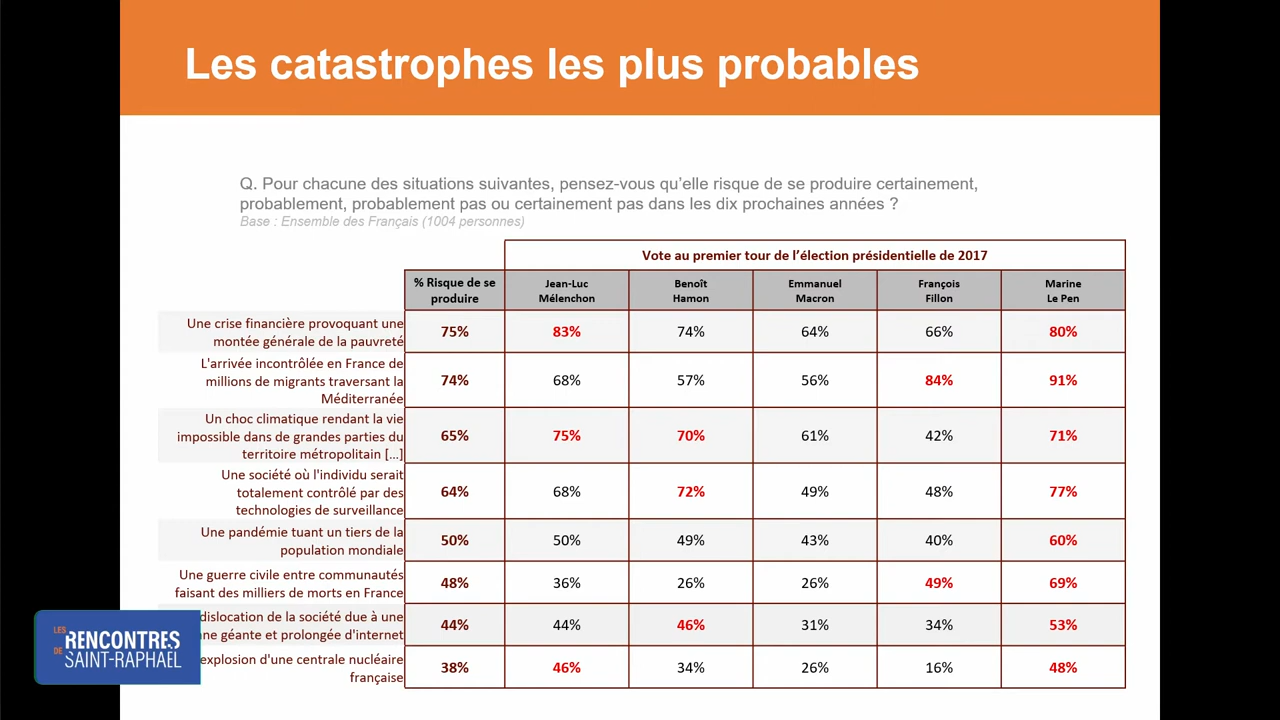 Les catastrophes les plus probables
Q. Pour chacune des situations suivantes, pensez-vous qu’elle risque de se produire certainement,
probablement, probablement pas ou certainement pas dans les dix prochaines années ?
Base : Ensemble des Français (1004 personnes)
Vote au premier tour de l’élection présidentielle de 2017
% Risque de se
produire
Jean-Luc
Mélenchon
Benoît
Hamon
Emmanuel
Macron
François
Fillon
Marine
Le Pen
Une crise financière provoquant une
montée générale de la pauvreté
75% 83% 74% 64% 66% 80%
L'arrivée incontrôlée en France de
millions de migrants traversant la
Méditerranée
74% 68% 57% 56% 84% 91%
Un choc climatique rendant la vie
impossible dans de grandes parties du
territoire métropolitain [...]
65% 75% 70% 61% 42% 71%
Une société où l'individu serait
totalement contrôlé par des
technologies de surveillance
64% 68% 72% 49% 48% 77%
Une pandémie tuant un tiers de la
population mondiale
50% 50% 49% 43% 40% 60%
Une guerre civile entre communautés
faisant des milliers de morts en France
48% 36% 26% 26% 49% 69%
dislocation de la société due à une
géante et prolongée d'internet
44% 44% 46% 31% 34% 53%
explosion d'une centrale nucléaire
française
38% 46% 34% 26% 16% 48%
LES RENCONTRES
DE SAINT-RAPHAËL